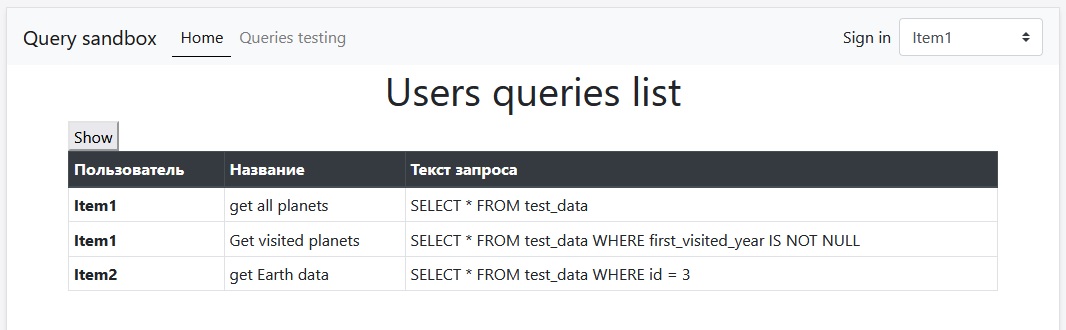 Query sandbox Home Queries testing Sign in Item1
Users queries list
Show
Пользователь Название Текст запроса
Item1 get all planets SELECT * FROM test_data
Item1 Get visited planets SELECT * FROM test_data WHERE first_visited_year IS NOT NULL
Item2 get Earth data SELECT * FROM test_data WHERE id = 3